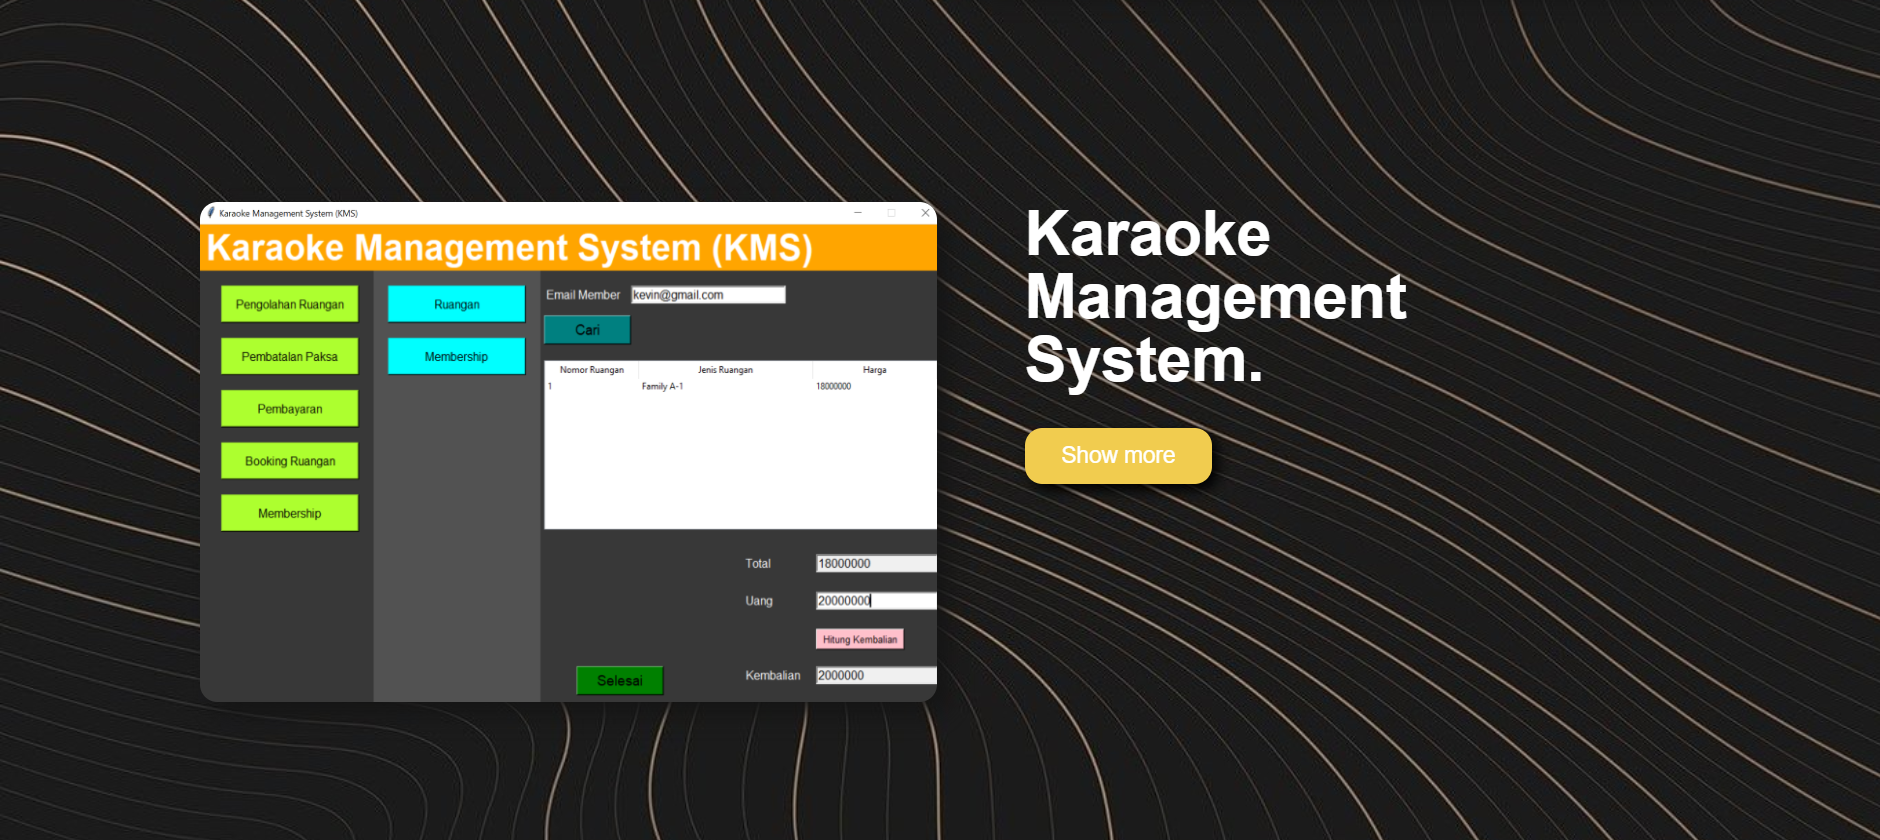 Karaoke Management System (KMS)
Karaoke Management System (KMS)
Pengolahan Ruangan
Pembatalan Paksa
Pembayaran
Booking Ruangan
Membership
Ruangan
Membership
Email Member kevin@gmail.com
Cari
Nomor Ruangan Jenis Ruangan Harga
1 Family A-1 18000000
Total 18000000
Uang 20000000
Hitung Kembalian
Kembalian 2000000
Selesai
Karaoke
Management
System.
Show more